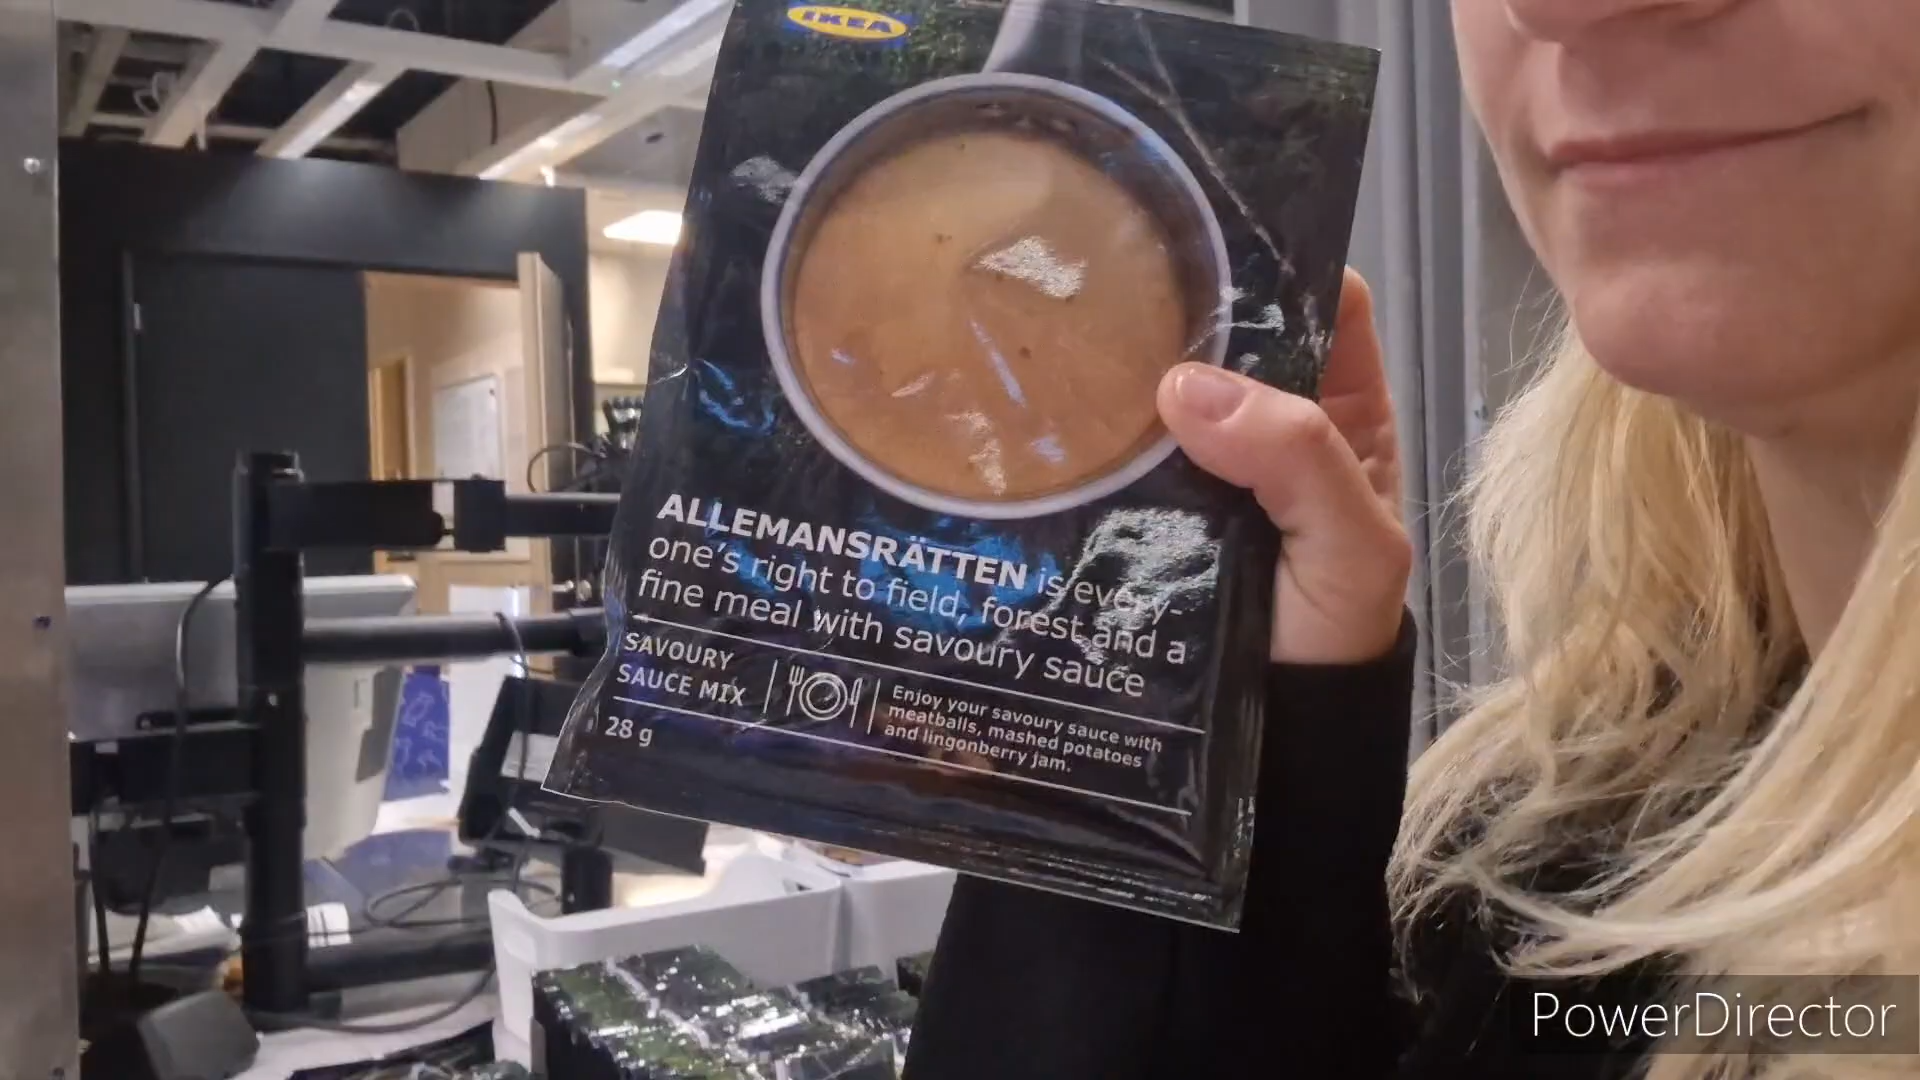 IKEA
ALLEMANSRÄTTEN is every-
one's right to field, forest and a
fine meal with savoury sauce
SAVOURY
SAUCE MIX
Enjoy your savoury sauce with
meatballs, mashed potatoes
and lingonberry jam.
28 g
PowerDirector